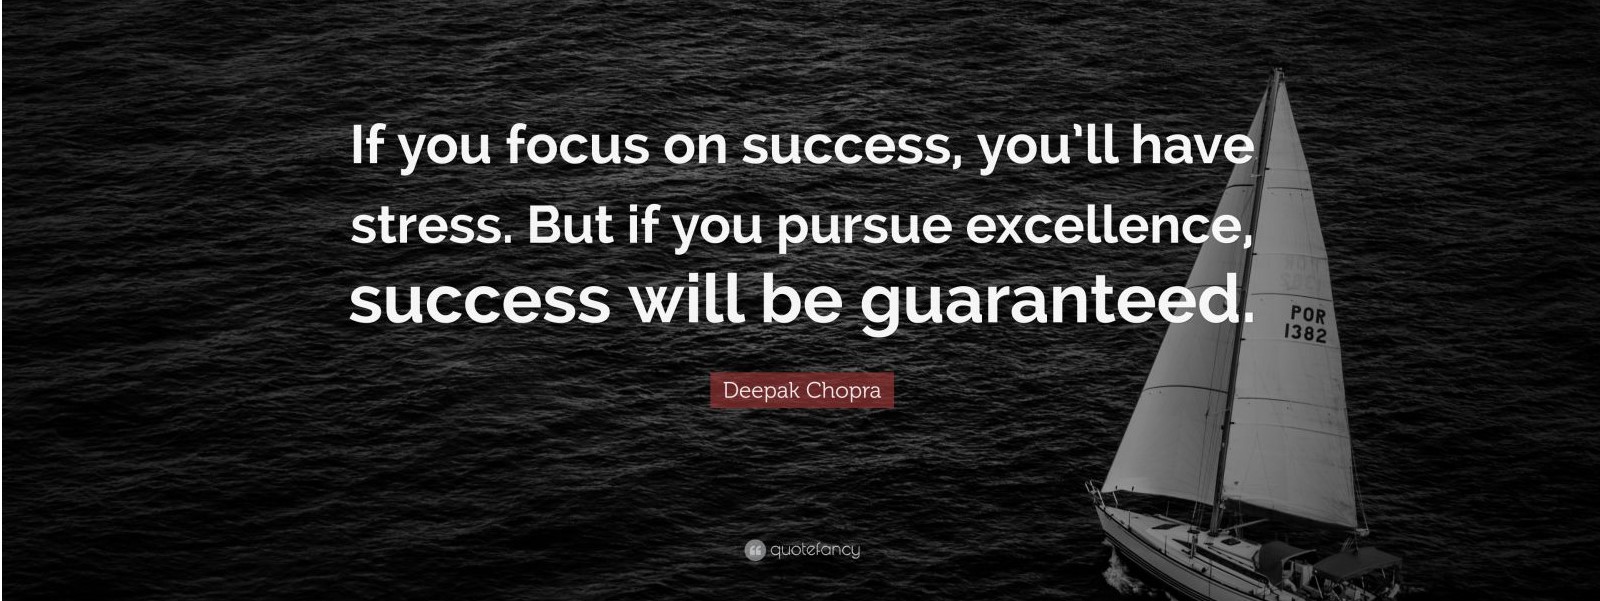 If you focus on success, you’ll have
stress. But if you pursue excellence,
success will be guaranteed.
POR
1382
Deepak Chopra
quotefancy